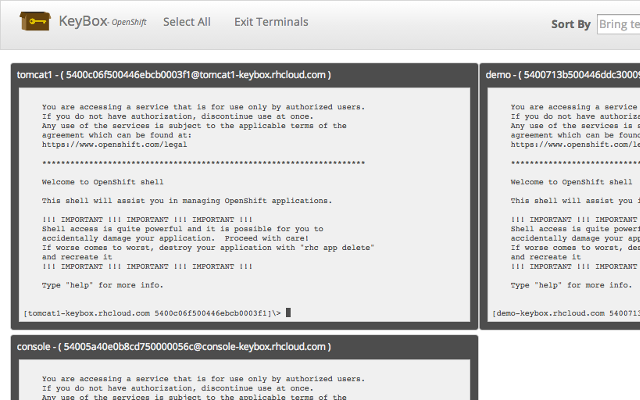 KeyBox - OpenShift Select All Exit Terminals Sort By Bring te
tomcat1 - ( 5400c06f500446ebcb0003f1@tomcat1-keybox.rhcloud.com )
You are accessing a service that is for use only by authorized users.
If you do not have authorization, discontinue use at once.
Any use of the services is subject to the applicable terms of the
agreement which can be found at:
https://www.openshift.com/legal
**********************************************************************
Welcome to OpenShift shell
This shell will assist you in managing OpenShift applications.
!!! IMPORTANT !!! IMPORTANT !!! IMPORTANT !!!
Shell access is quite powerful and it is possible for you to
accidentally damage your application.  Proceed with care!
If worse comes to worst, destroy your application with "rhc app delete"
and recreate it
!!! IMPORTANT !!! IMPORTANT !!! IMPORTANT !!!
Type "help" for more info.
[tomcat1-keybox.rhcloud.com 5400c06f500446ebcb0003f1]\>
demo - ( 5400713b500446ddc30009
You are accessing a service
If you do not have authoriza
Any use of the services is s
agreement which can be found
https://www.openshift.com/le
****************************
Welcome to OpenShift shell
This shell will assist you i
!!! IMPORTANT !!! IMPORTANT
Shell access is quite powerf
accidentally damage your app
If worse comes to worst, des
and recreate it
!!! IMPORTANT !!! IMPORTANT
Type "help" for more info.
[demo-keybox.rhcloud.com 5400713
console - ( 54005a40e0b8cd750000056c@console-keybox.rhcloud.com )
You are accessing a service that is for use only by authorized users.
If you do not have authorization, discontinue use at once.
Any use of the services is subject to the applicable terms of the